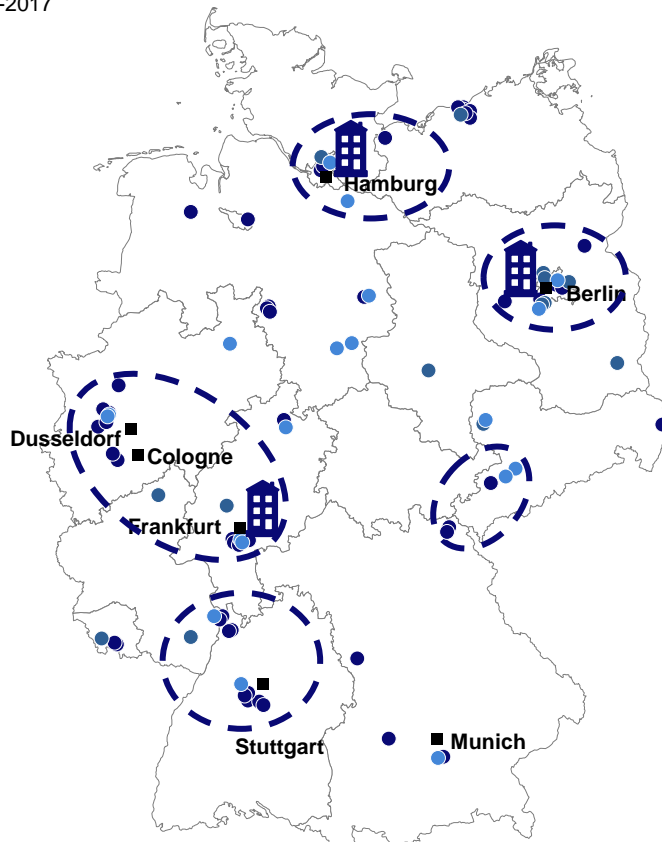 -2017
Hamburg
Berlin
Dusseldorf
Cologne
Frankfurt
Stuttgart
Munich